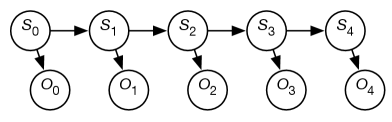 S₀ S₁ S₂ S₃ S₄
O₀ O₁ O₂ O₃ O₄